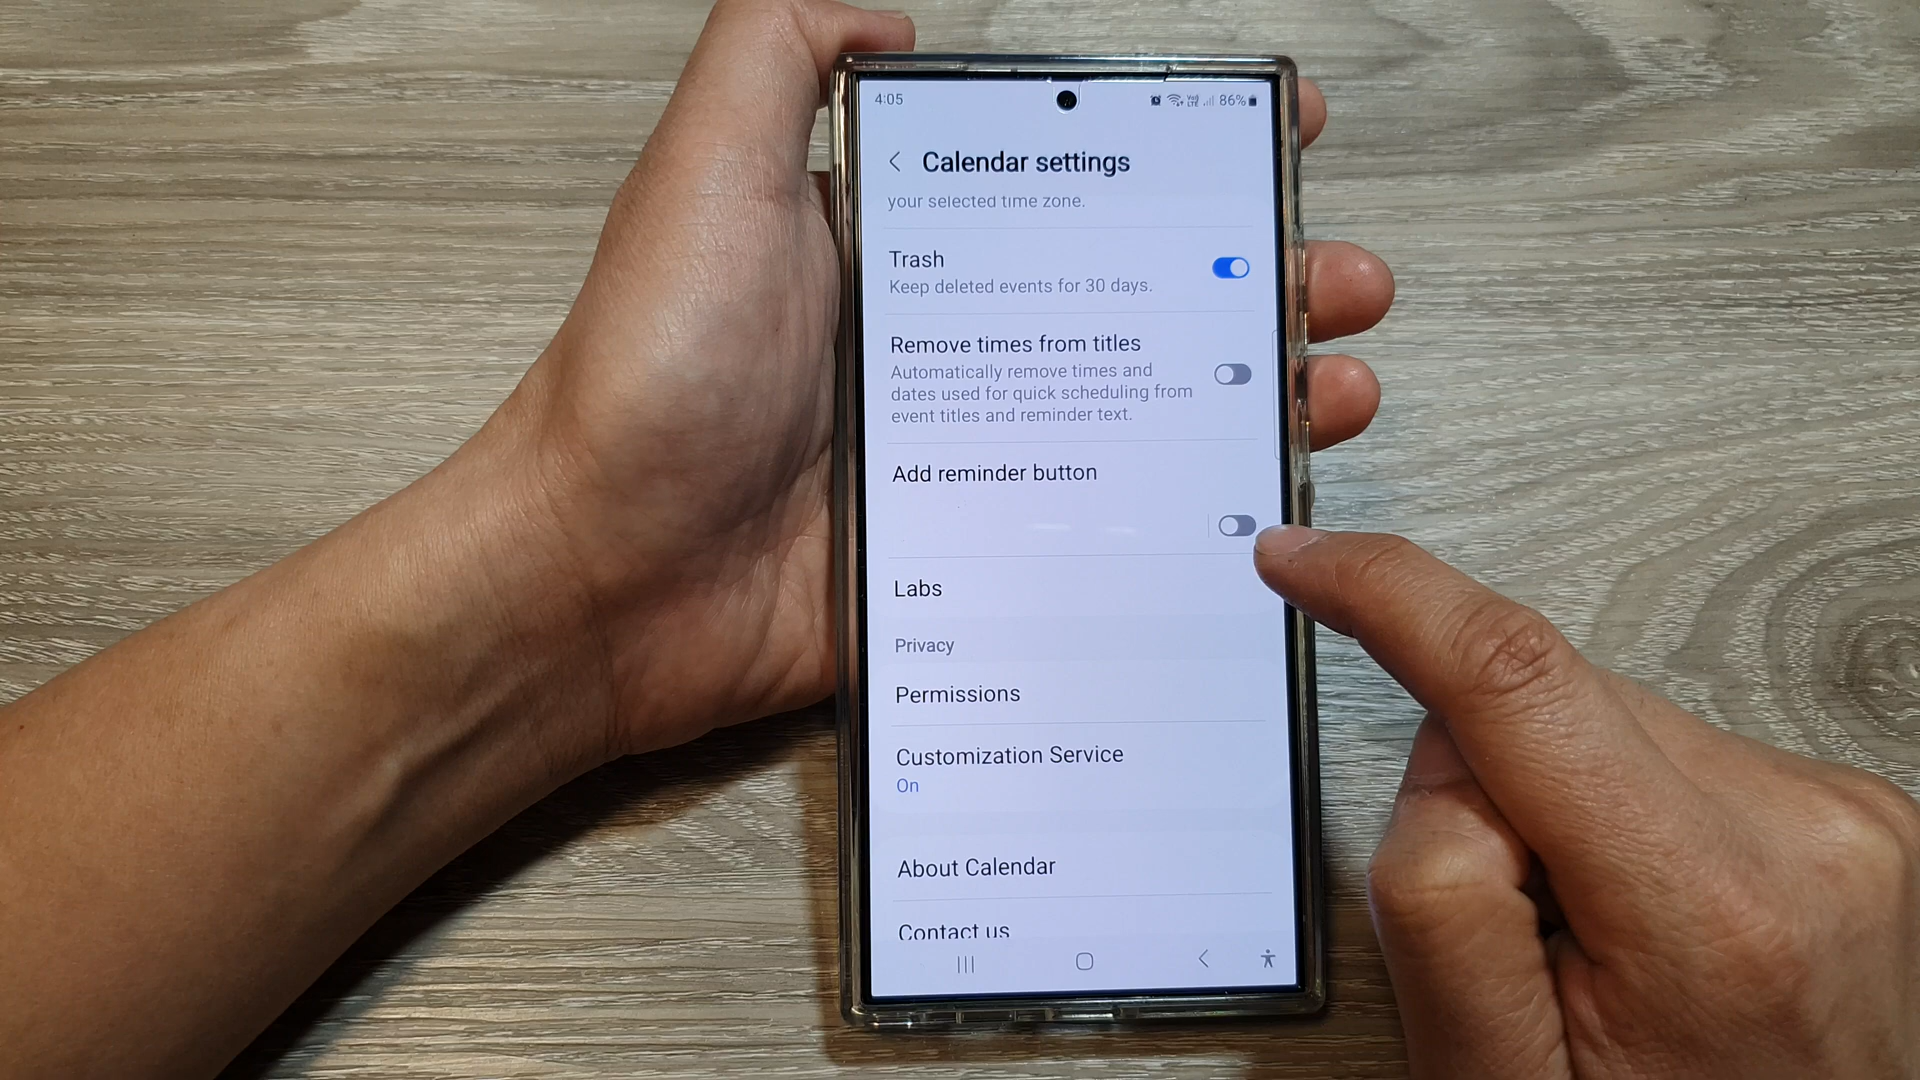 4:05
86%
Calendar settings
your selected time zone.
Trash
Keep deleted events for 30 days.
Remove times from titles
Automatically remove times and
dates used for quick scheduling from
event titles and reminder text.
Add reminder button
Labs
Privacy
Permissions
Customization Service
On
About Calendar
Contact us